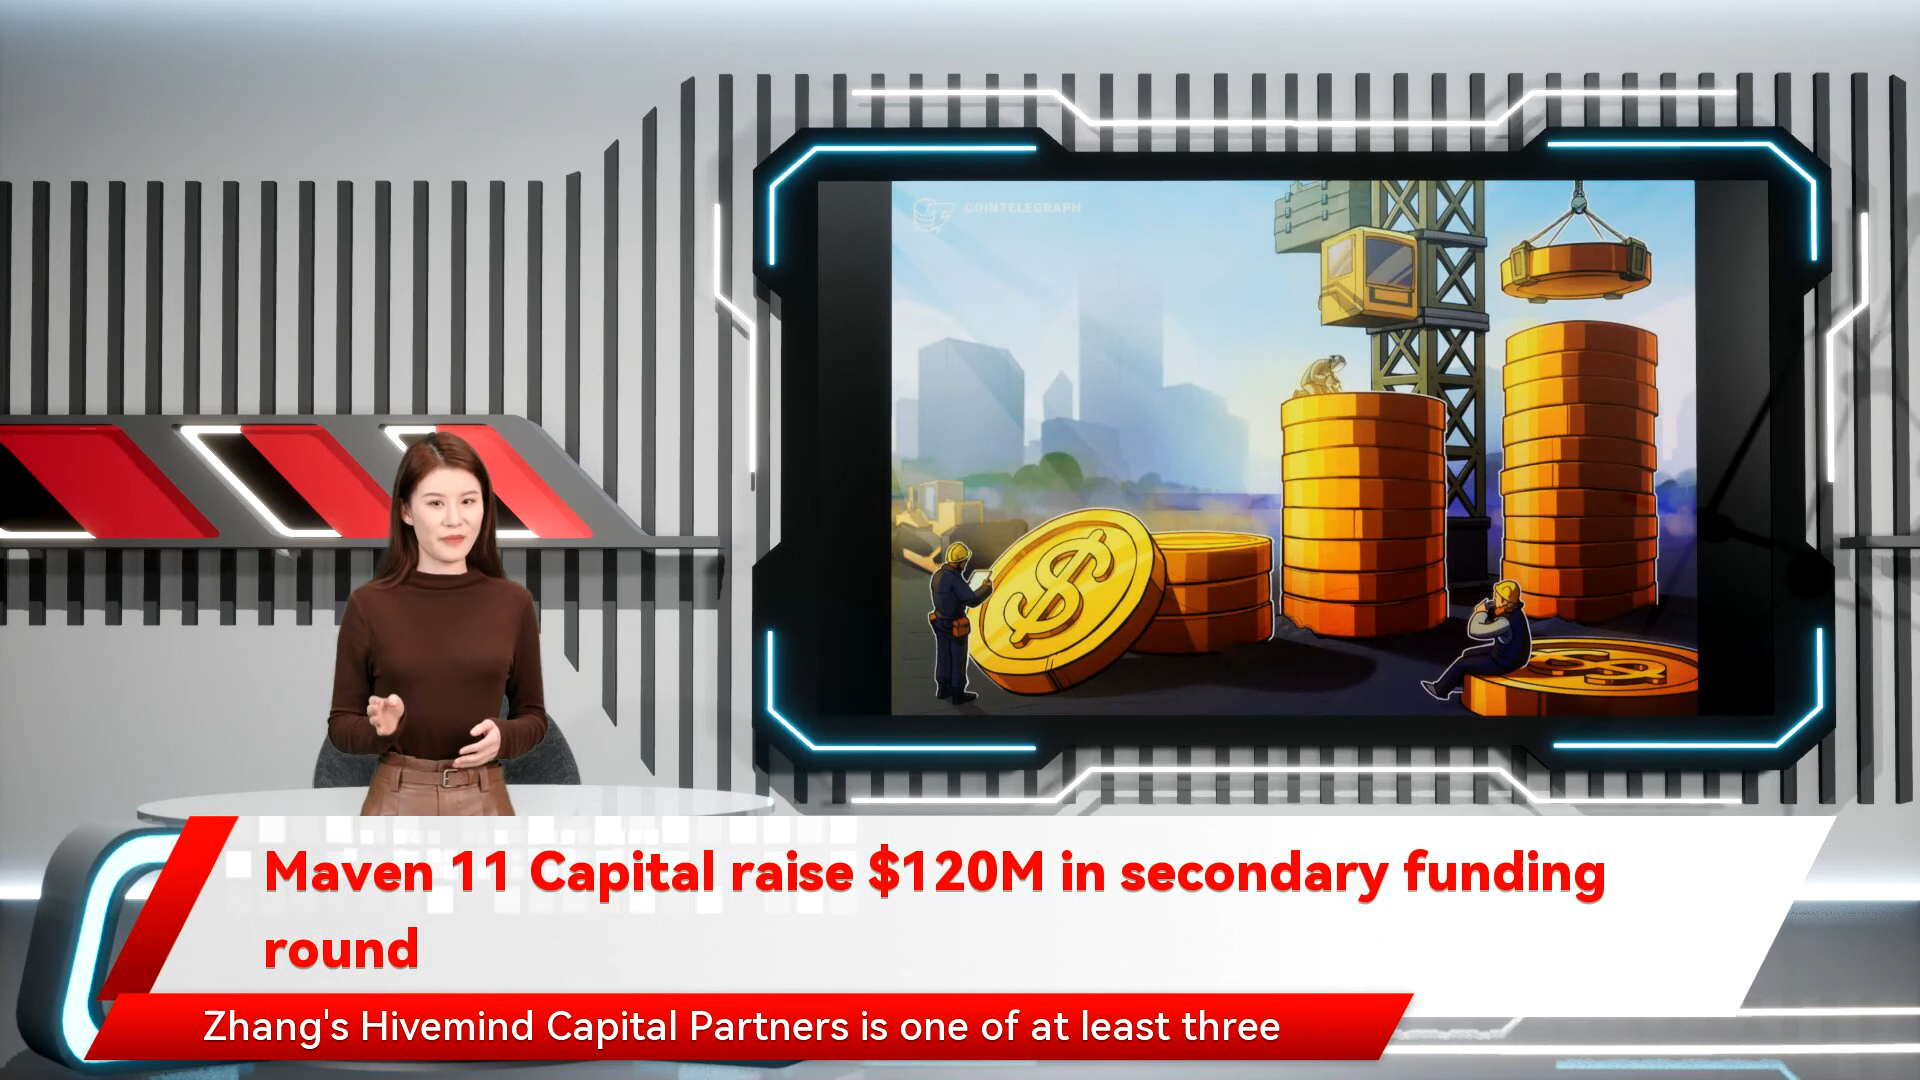 COINTELEGRAPH
Maven 11 Capital raise $120M in secondary funding
round
Zhang's Hivemind Capital Partners is one of at least three